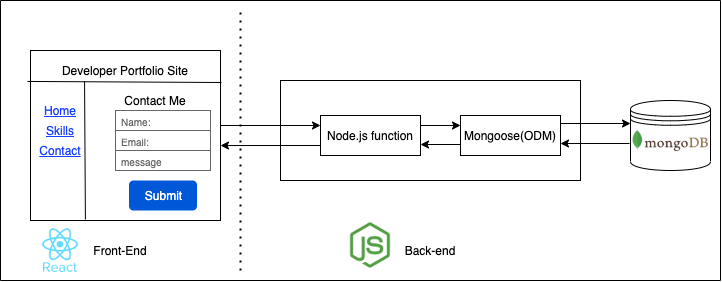 Developer Portfolio Site
Home
Skills
Contact
Contact Me
Name:
Email:
message
Submit
Node.js function
Mongoose(ODM)
mongoDB
React
Front-End
JS
Back-end